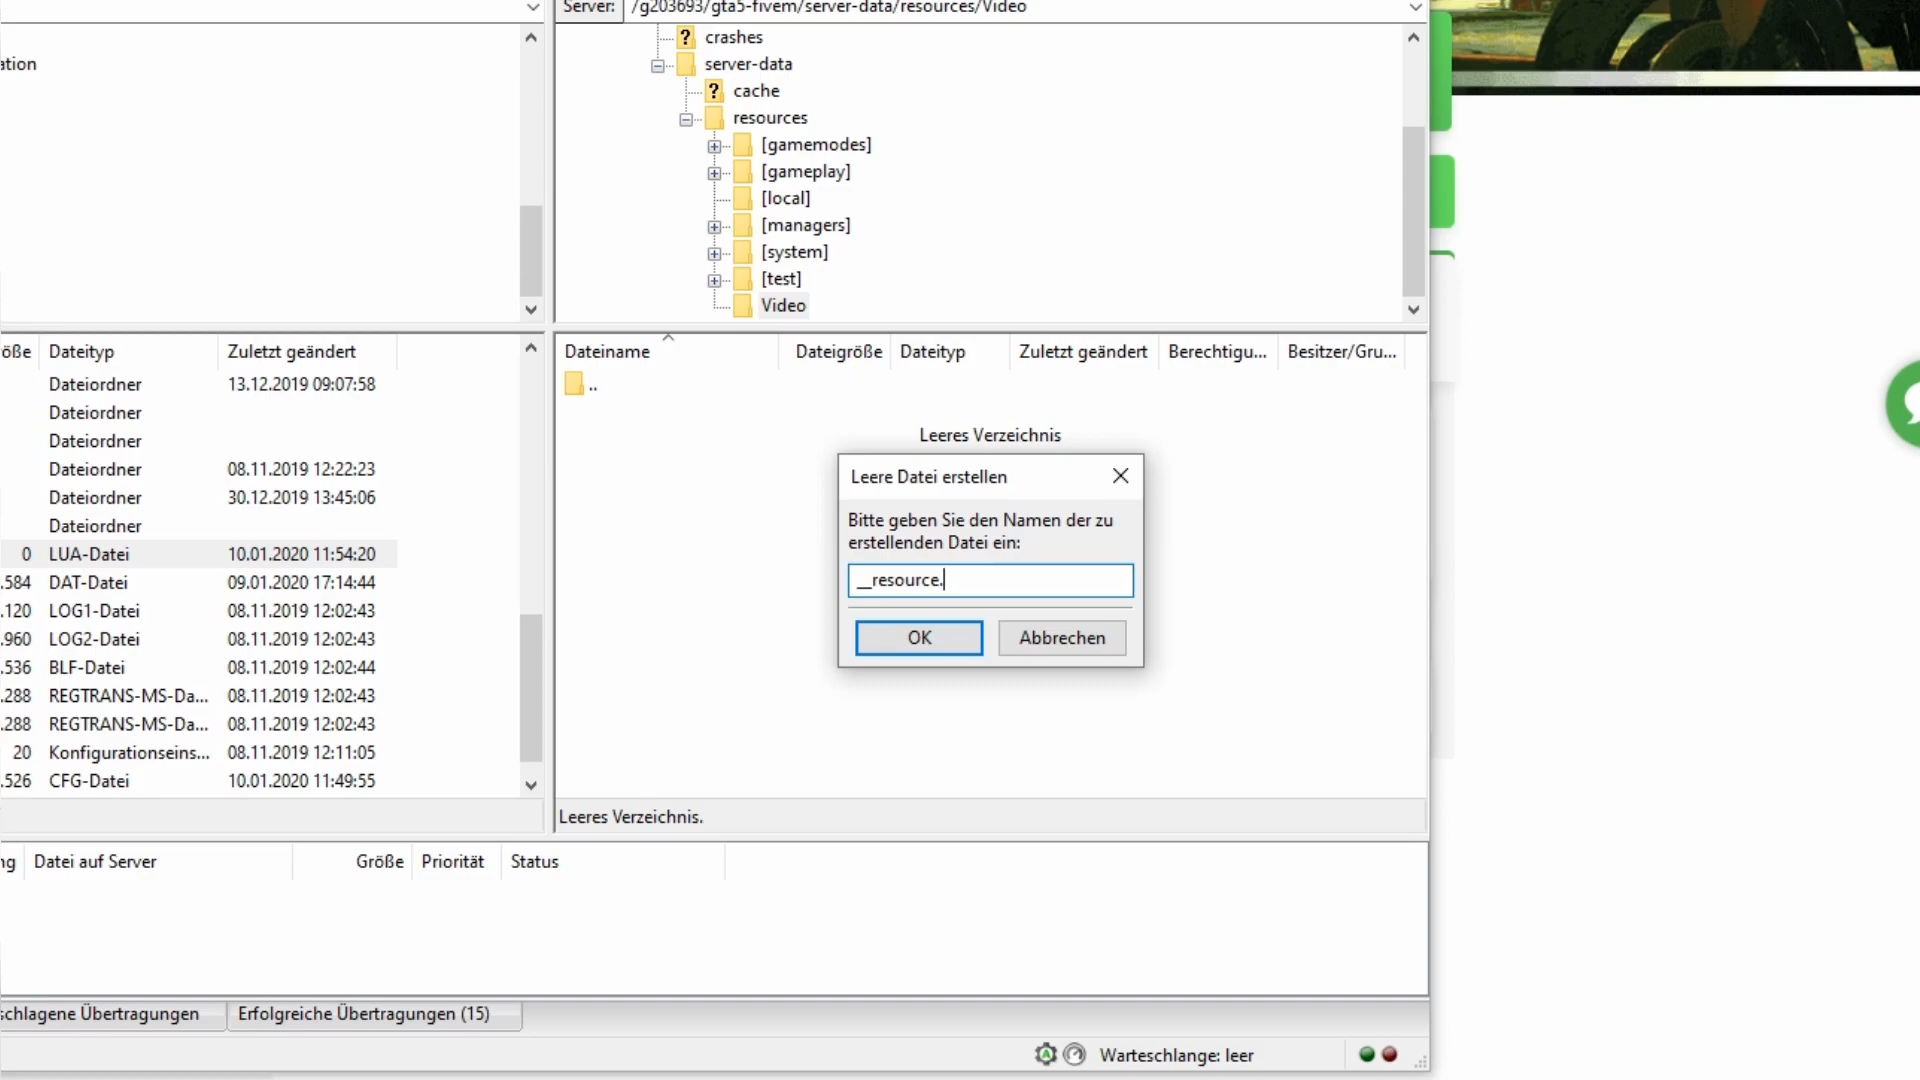 Server: /g203693/gta5-fivem/server-data/resources/Video
ation
? crashes
server-data
? cache
resources
[gamemodes]
[gameplay]
[local]
[managers]
[system]
[test]
Video
öße Dateityp Zuletzt geändert
Dateiordner 13.12.2019 09:07:58
Dateiordner
Dateiordner
Dateiordner 08.11.2019 12:22:23
Dateiordner 30.12.2019 13:45:06
Dateiordner
0 LUA-Datei 10.01.2020 11:54:20
.584 DAT-Datei 09.01.2020 17:14:44
.120 LOG1-Datei 08.11.2019 12:02:43
.960 LOG2-Datei 08.11.2019 12:02:43
.536 BLF-Datei 08.11.2019 12:02:44
.288 REGTRANS-MS-Da... 08.11.2019 12:02:43
.288 REGTRANS-MS-Da... 08.11.2019 12:02:43
20 Konfigurationseins... 08.11.2019 12:11:05
.526 CFG-Datei 10.01.2020 11:49:55
Dateiname Dateigröße Dateityp Zuletzt geändert Berechtigu... Besitzer/Gru...
..
Leeres Verzeichnis
Leere Datei erstellen
Bitte geben Sie den Namen der zu
erstellenden Datei ein:
__resource.
OK Abbrechen
Leeres Verzeichnis.
ng Datei auf Server Größe Priorität Status
schlagene Übertragungen Erfolgreiche Übertragungen (15)
Warteschlange: leer